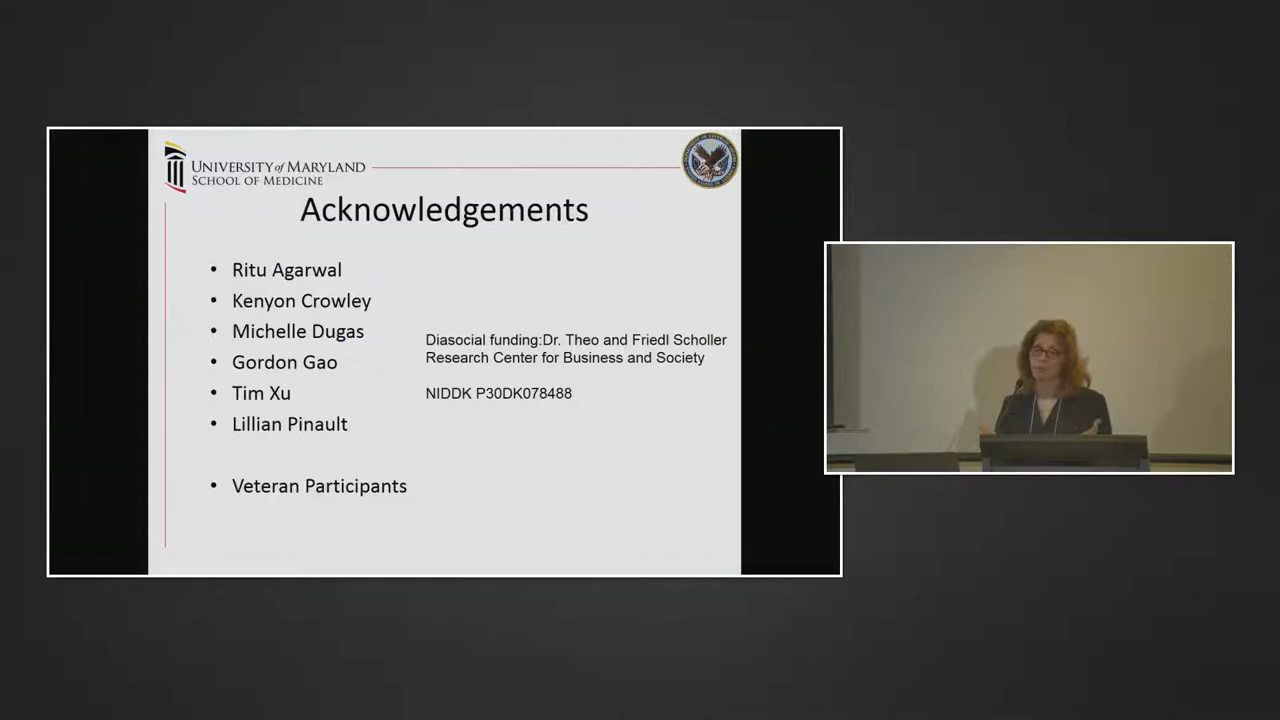 UNIVERSITY of MARYLAND
SCHOOL OF MEDICINE
Acknowledgements
• Ritu Agarwal
• Kenyon Crowley
• Michelle Dugas
• Gordon Gao
• Tim Xu
• Lillian Pinault
• Veteran Participants
Diasocial funding:Dr. Theo and Friedl Scholler
Research Center for Business and Society
NIDDK P30DK078488